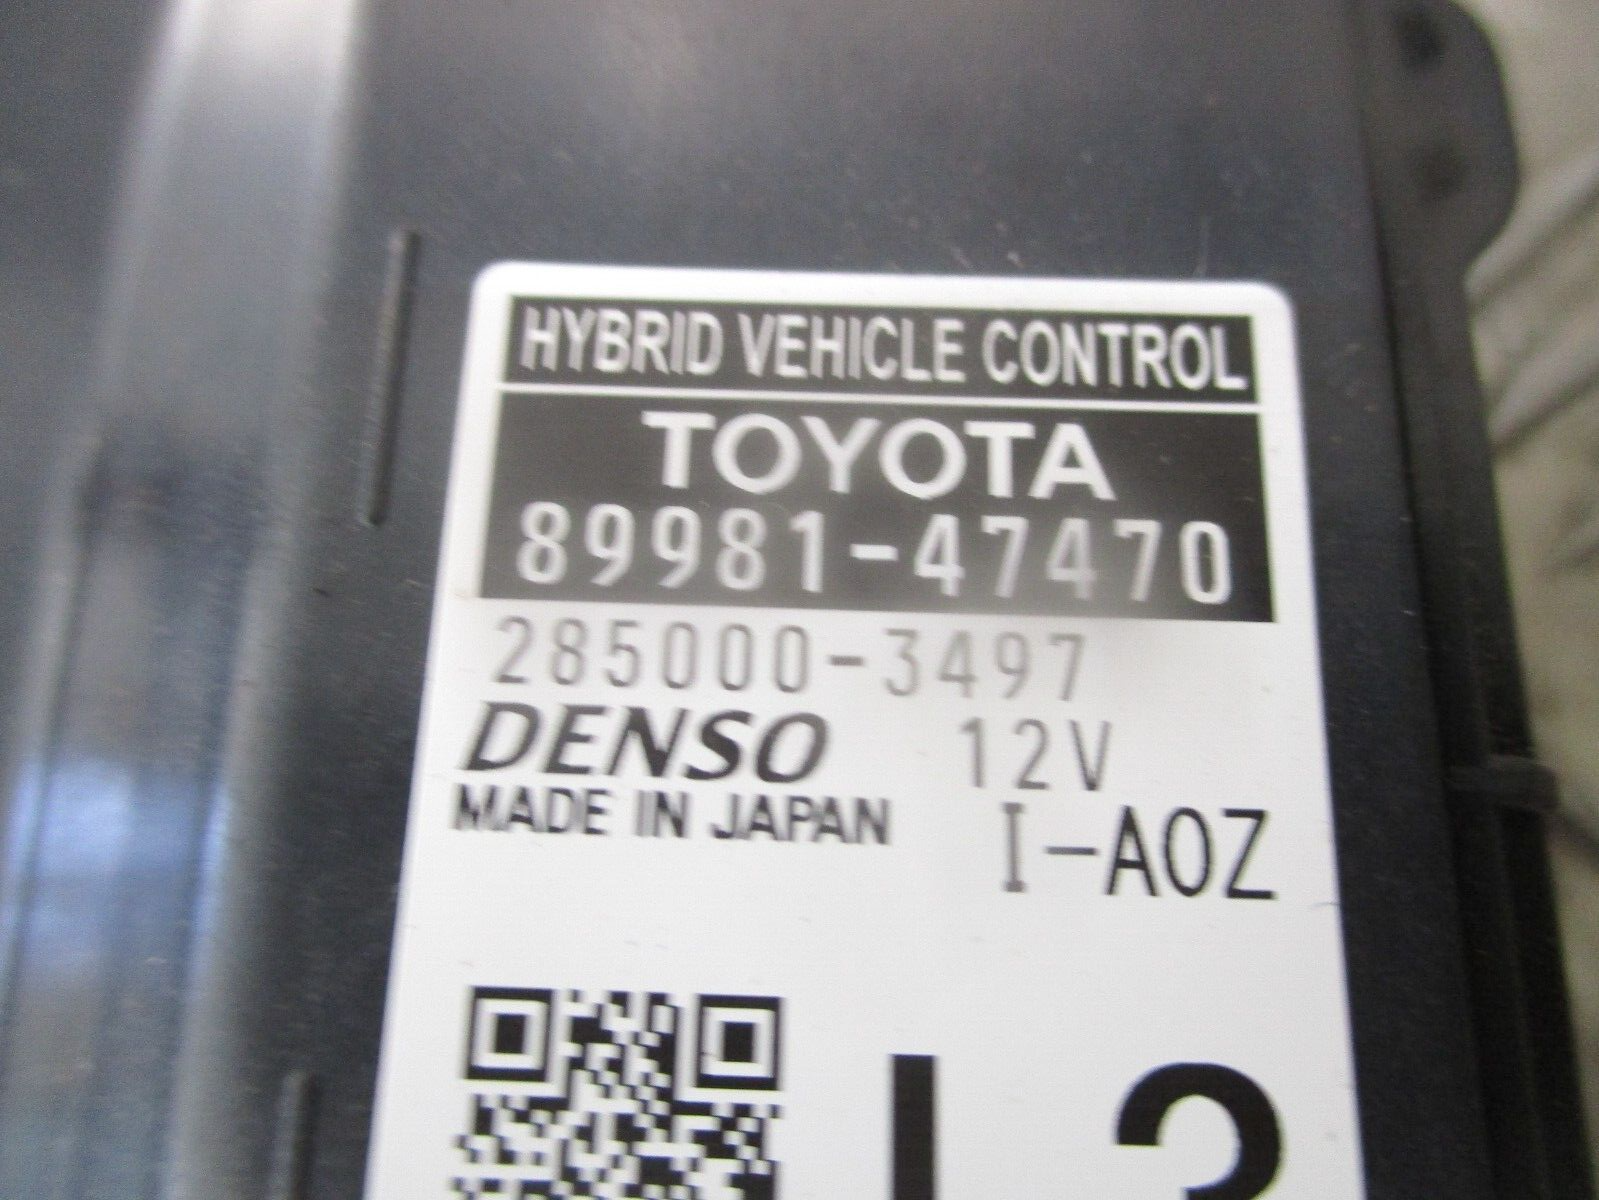 HYBRID VEHICLE CONTROL
TOYOTA
89981-47470
285000-3497
DENSO 12V
MADE IN JAPAN
I-A0Z